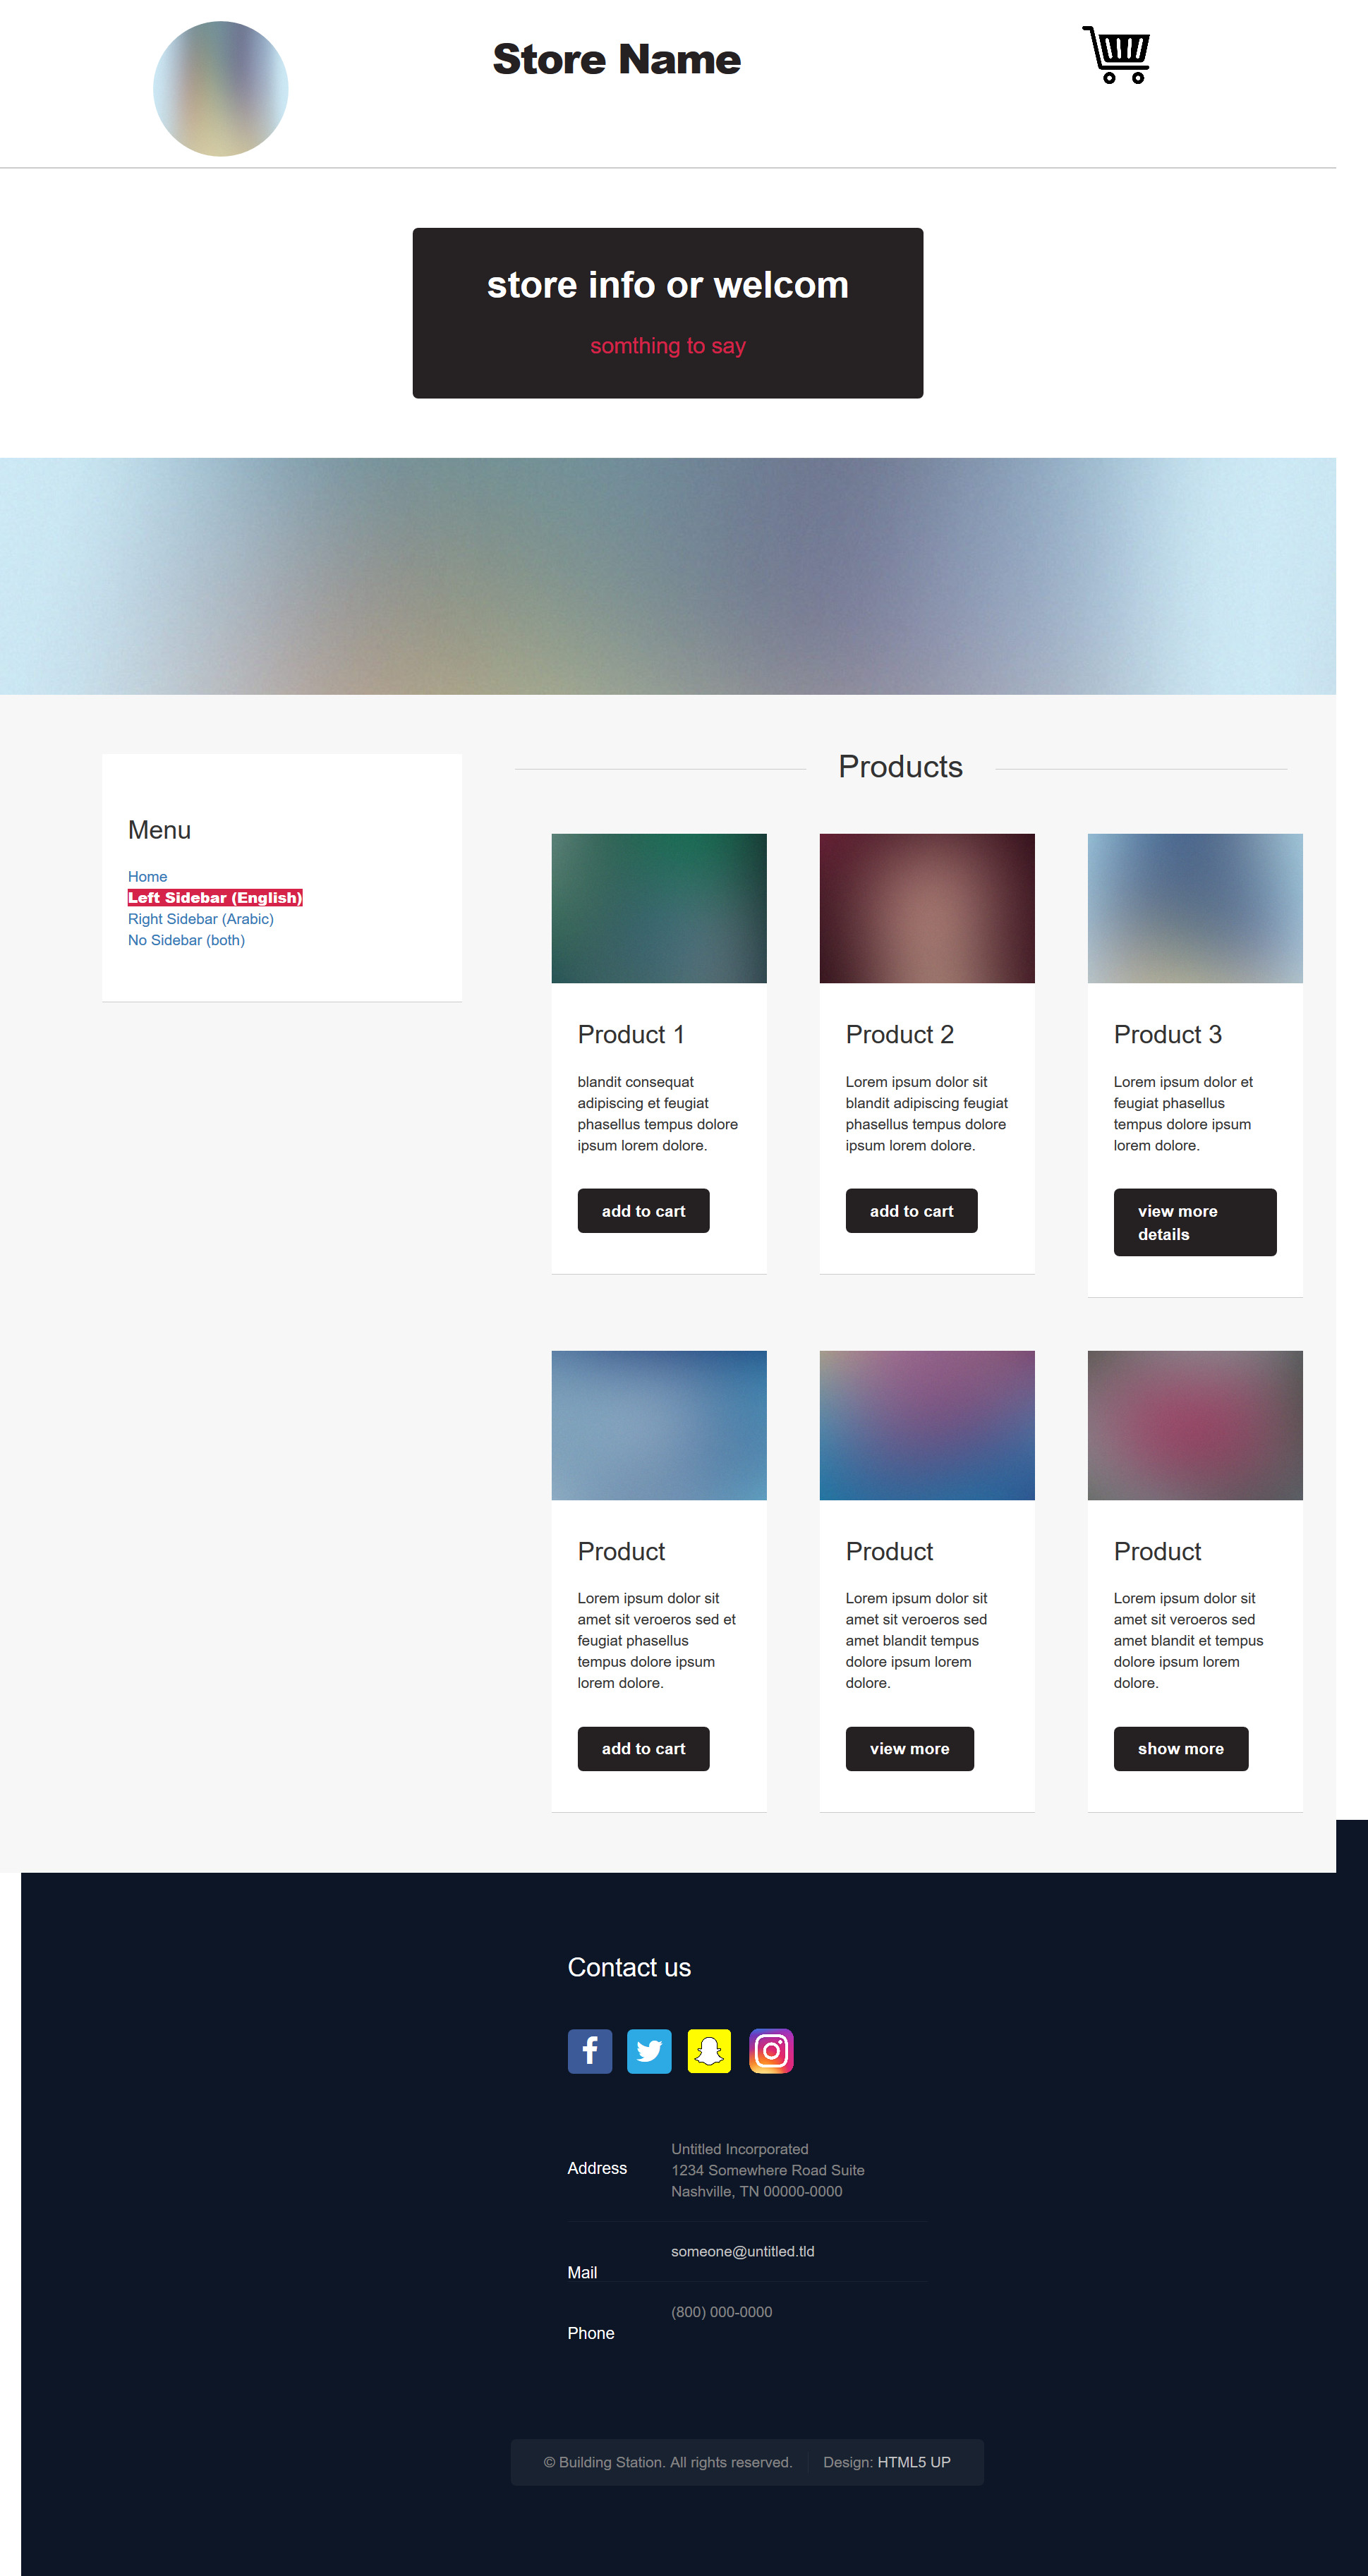 Store Name
store info or welcom
somthing to say
Menu
Home
Left Sidebar (English)
Right Sidebar (Arabic)
No Sidebar (both)
Products
Product 1
blandit consequat
adipiscing et feugiat
phasellus tempus dolore
ipsum lorem dolore.
add to cart
Product 2
Lorem ipsum dolor sit
blandit adipiscing feugiat
phasellus tempus dolore
ipsum lorem dolore.
add to cart
Product 3
Lorem ipsum dolor et
feugiat phasellus
tempus dolore ipsum
lorem dolore.
view more
details
Product
Lorem ipsum dolor sit
amet sit veroeros sed et
feugiat phasellus
tempus dolore ipsum
lorem dolore.
add to cart
Product
Lorem ipsum dolor sit
amet sit veroeros sed
amet blandit tempus
dolore ipsum lorem
dolore.
view more
Product
Lorem ipsum dolor sit
amet sit veroeros sed
amet blandit et tempus
dolore ipsum lorem
dolore.
show more
Contact us
Address
Untitled Incorporated
1234 Somewhere Road Suite
Nashville, TN 00000-0000
Mail
someone@untitled.tld
Phone
(800) 000-0000
© Building Station. All rights reserved. Design: HTML5 UP